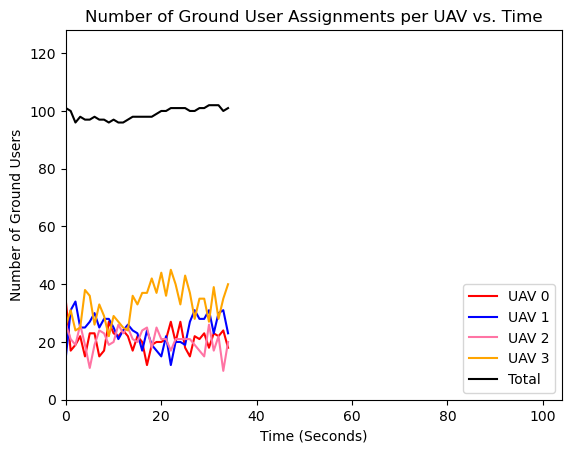 Number of Ground User Assignments per UAV vs. Time
Number of Ground Users
120
100
80
60
40
20
0
0 20 40 60 80 100
Time (Seconds)
UAV 0
UAV 1
UAV 2
UAV 3
Total